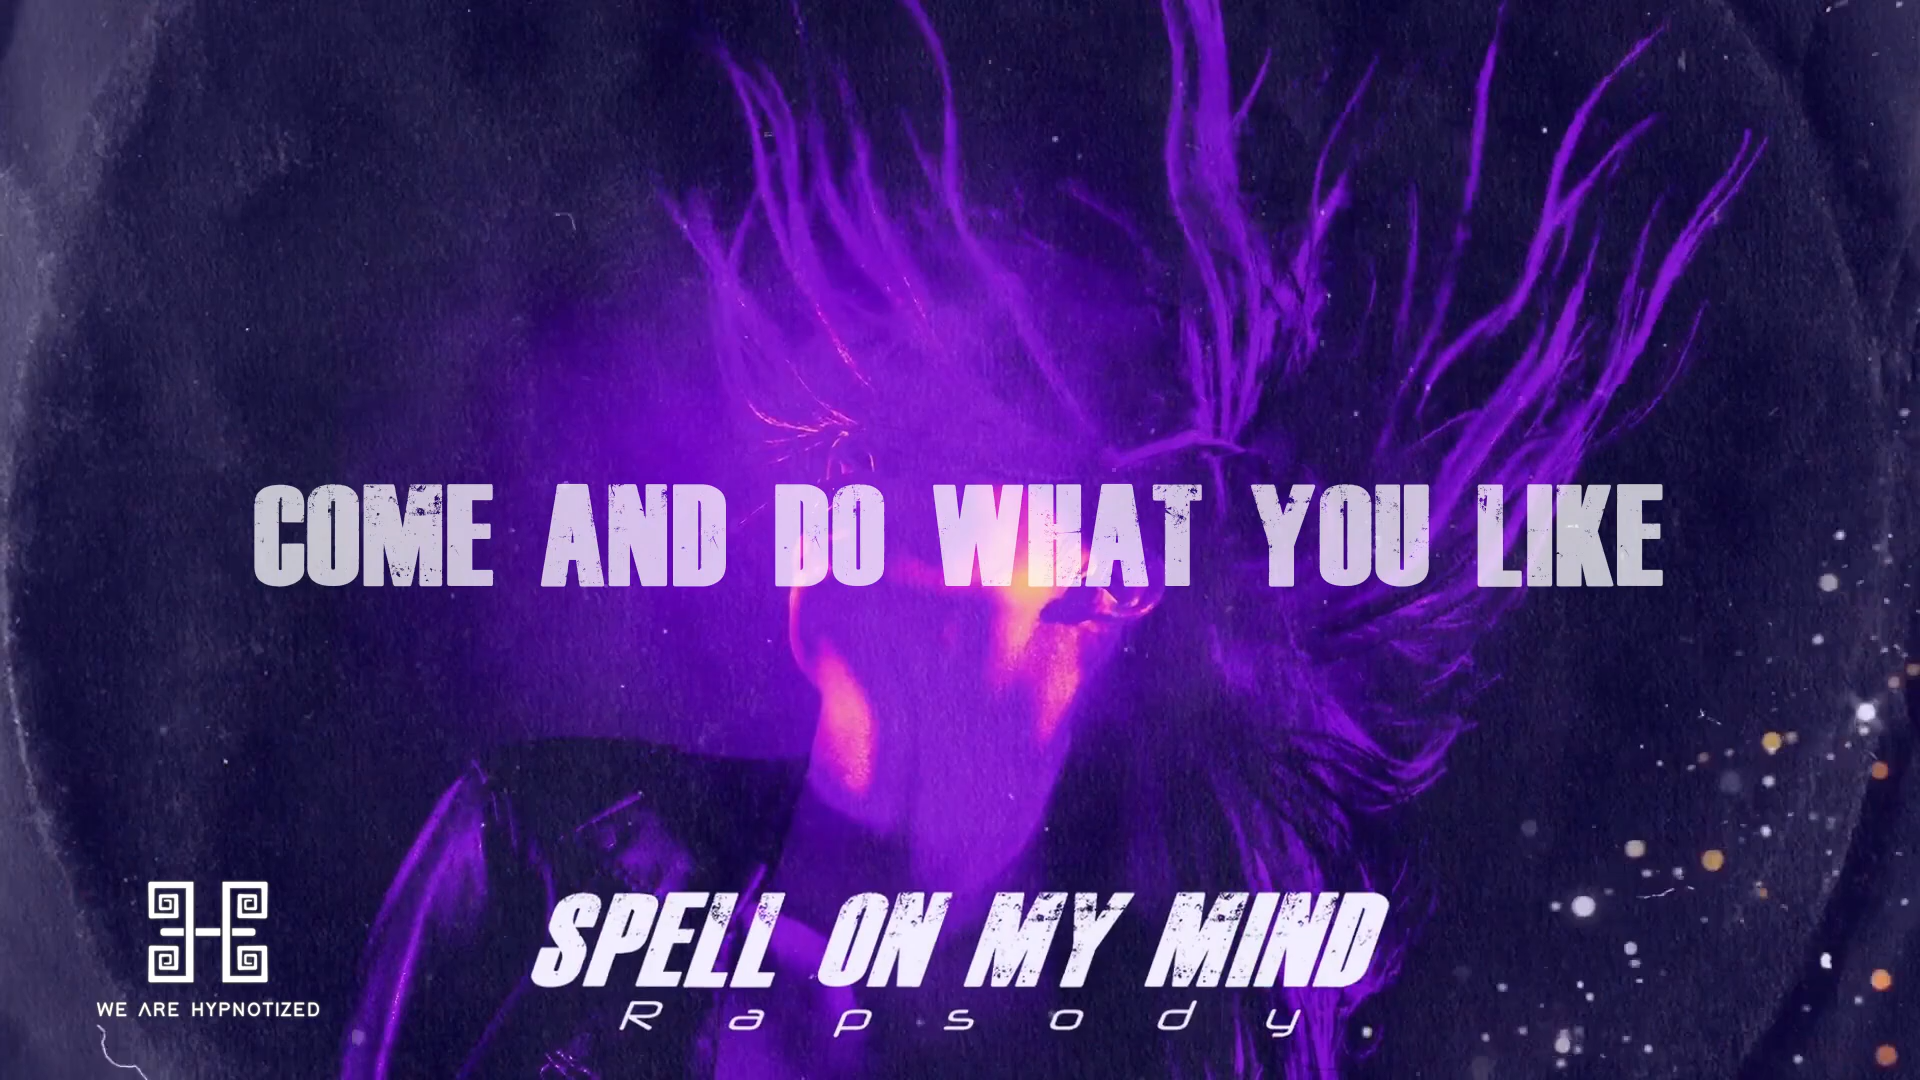 COME AND DO WHAT YOU LIKE
SPELL ON MY MIND
Rapsody
WE ARE HYPNOTIZED